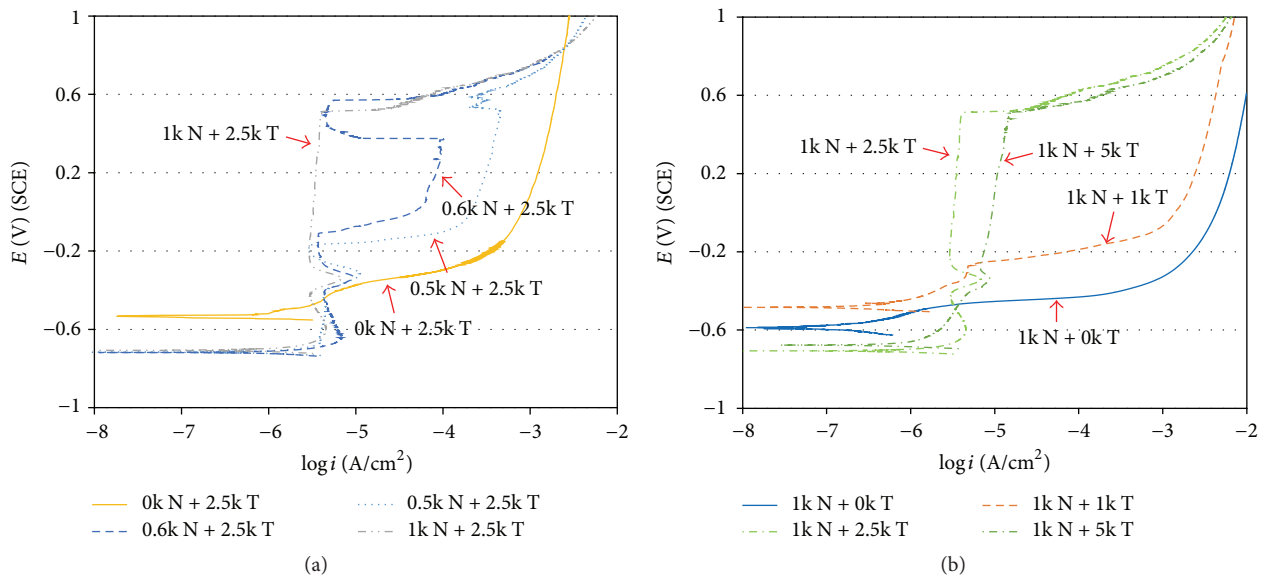 1
0.6
0.2
−0.2
−0.6
−1
E (V) (SCE)
1k N + 2.5k T
0.6k N + 2.5k T
0.5k N + 2.5k T
0k N + 2.5k T
−8 −7 −6 −5 −4 −3 −2
log i (A/cm²)
0k N + 2.5k T 0.5k N + 2.5k T
0.6k N + 2.5k T 1k N + 2.5k T
(a)
1
0.6
0.2
−0.2
−0.6
−1
E (V) (SCE)
1k N + 2.5k T 1k N + 5k T
1k N + 1k T
1k N + 0k T
−8 −7 −6 −5 −4 −3 −2
log i (A/cm²)
1k N + 0k T 1k N + 1k T
1k N + 2.5k T 1k N + 5k T
(b)